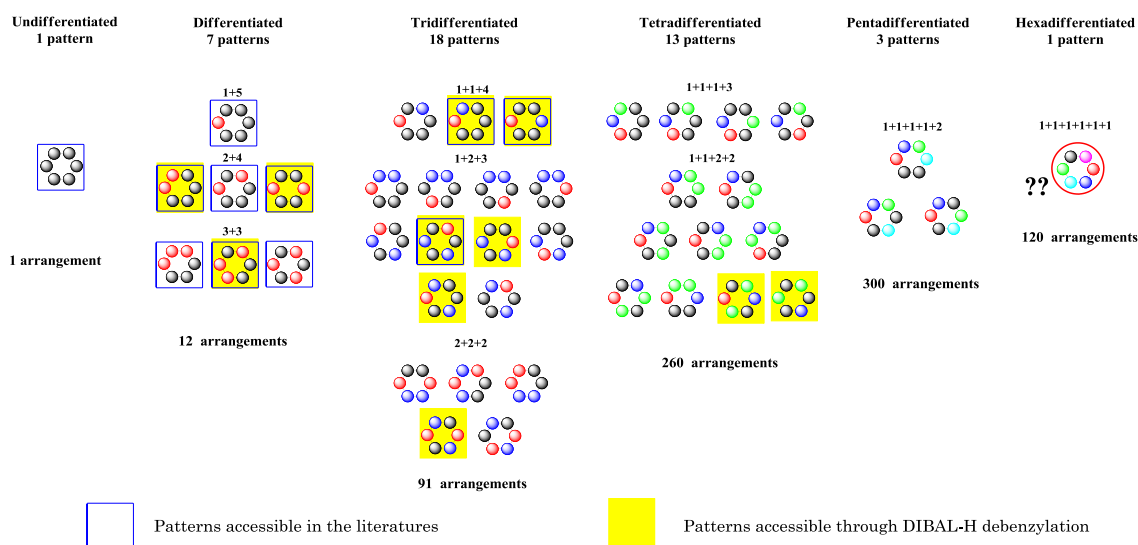 Undifferentiated
1 pattern
Differentiated
7 patterns
Tridifferentiated
18 patterns
Tetradifferentiated
13 patterns
Pentadifferentiated
3 patterns
Hexadifferentiated
1 pattern
1 arrangement
1+5
2+4
3+3
12 arrangements
1+1+4
1+2+3
2+2+2
91 arrangements
1+1+1+3
1+1+2+2
260 arrangements
1+1+1+1+2
300 arrangements
1+1+1+1+1+1
??
120 arrangements
Patterns accessible in the literatures
Patterns accessible through DIBAL-H debenzylation